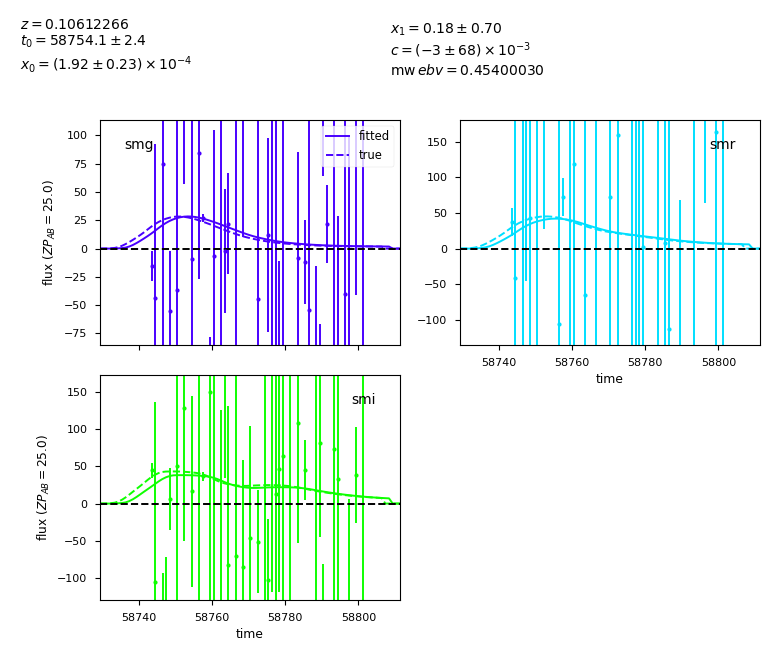 z = 0.10612266
t₀ = 58754.1 ± 2.4
x₀ = (1.92 ± 0.23) × 10⁻⁴
x₁ = 0.18 ± 0.70
c = (−3 ± 68) × 10⁻³
mw ebv = 0.45400030
smg
fitted
true
100
75
50
25
0
−25
−50
−75
flux (ZP_AB = 25.0)
smr
150
100
50
0
−50
−100
58740 58760 58780 58800
time
smi
150
100
50
0
−50
−100
flux (ZP_AB = 25.0)
58740 58760 58780 58800
time